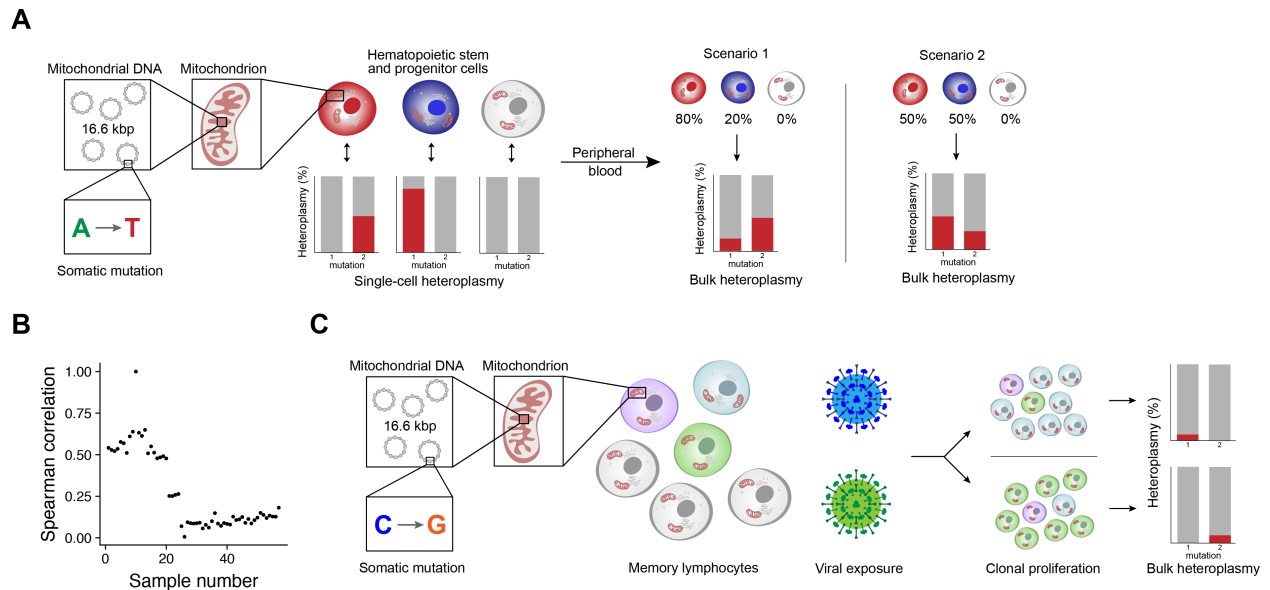 A
Mitochondrial DNA
16.6 kbp
A → T
Somatic mutation
Mitochondrion
Hematopoietic stem
and progenitor cells
Heteroplasmy (%)
1 2
mutation
1 2
mutation
1 2
mutation
Single-cell heteroplasmy
Peripheral
blood
Scenario 1
80% 20% 0%
Heteroplasmy (%)
1 2
mutation
Bulk heteroplasmy
Scenario 2
50% 50% 0%
Heteroplasmy (%)
1 2
mutation
Bulk heteroplasmy
B
Spearman correlation
1.00
0.75
0.50
0.25
0.00
0 20 40
Sample number
C
Mitochondrial DNA
16.6 kbp
C → G
Somatic mutation
Mitochondrion
Memory lymphocytes
Viral exposure
Clonal proliferation
Heteroplasmy (%)
1 2
1 2
mutation
Bulk heteroplasmy